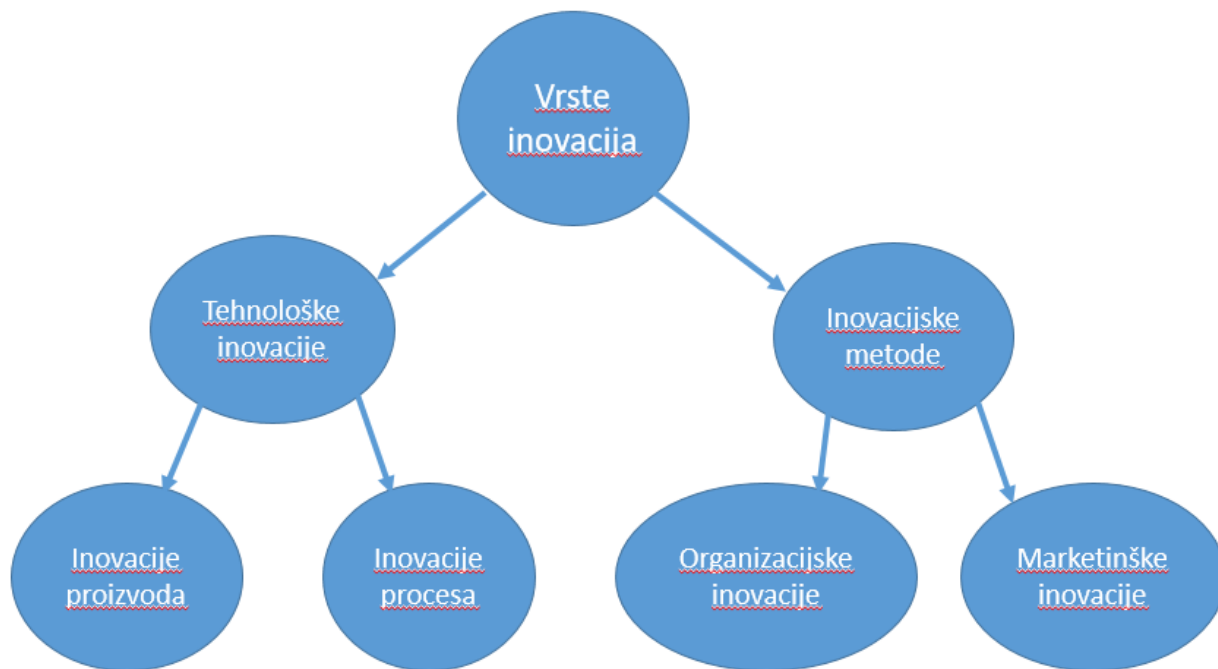 Vrste
inovacija
Tehnološke
inovacije
Inovacijske
metode
Inovacije
proizvoda
Inovacije
procesa
Organizacijske
inovacije
Marketinške
inovacije